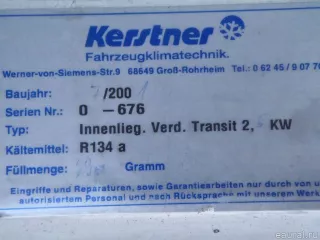 Kerstner
Fahrzeugklimatechnik.
Werner-von-Siemens-Str.9 68649 Groß-Rohrheim Tel.: 0 62 45 / 9 07 70
Baujahr: /200
Serien Nr.: 0 -676
Typ: Innenlieg. Verd. Transit 2, KW
Kältemittel: R134 a
Füllmenge: Gramm
Eingriffe und Reparaturen, sowie Garantiearbeiten nur durch von u
autorisiertem Personal und nach Rücksprache mit unserem